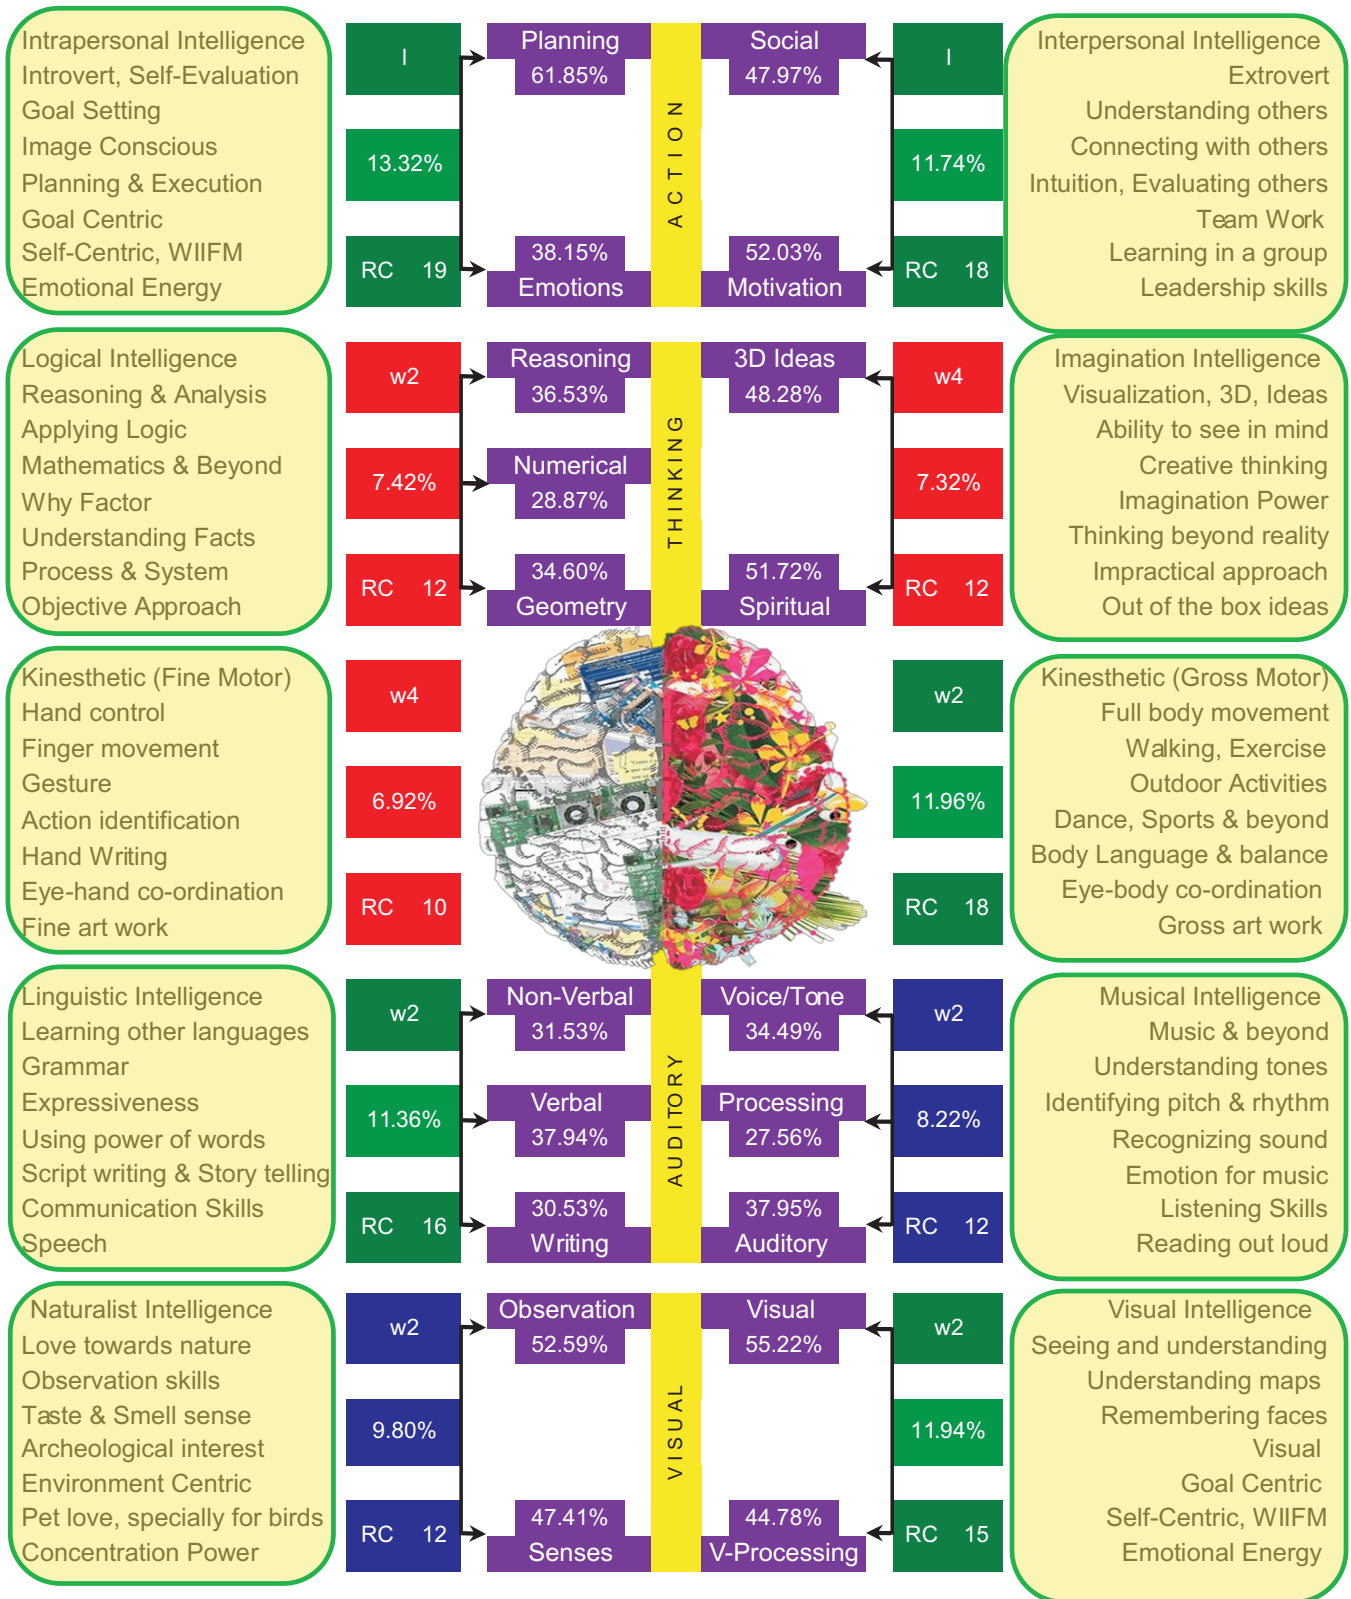 Intrapersonal Intelligence
Introvert, Self-Evaluation
Goal Setting
Image Conscious
Planning & Execution
Goal Centric
Self-Centric, WIIFM
Emotional Energy
I
13.32%
RC 19
Planning
61.85%
38.15%
Emotions
ACTION
Social
47.97%
52.03%
Motivation
I
11.74%
RC 18
Interpersonal Intelligence
Extrovert
Understanding others
Connecting with others
Intuition, Evaluating others
Team Work
Learning in a group
Leadership skills
Logical Intelligence
Reasoning & Analysis
Applying Logic
Mathematics & Beyond
Why Factor
Understanding Facts
Process & System
Objective Approach
w2
7.42%
RC 12
Reasoning
36.53%
Numerical
28.87%
34.60%
Geometry
THINKING
3D Ideas
48.28%
51.72%
Spiritual
w4
7.32%
RC 12
Imagination Intelligence
Visualization, 3D, Ideas
Ability to see in mind
Creative thinking
Imagination Power
Thinking beyond reality
Impractical approach
Out of the box ideas
Kinesthetic (Fine Motor)
Hand control
Finger movement
Gesture
Action identification
Hand Writing
Eye-hand co-ordination
Fine art work
w4
6.92%
RC 10
w2
11.96%
RC 18
Kinesthetic (Gross Motor)
Full body movement
Walking, Exercise
Outdoor Activities
Dance, Sports & beyond
Body Language & balance
Eye-body co-ordination
Gross art work
Linguistic Intelligence
Learning other languages
Grammar
Expressiveness
Using power of words
Script writing & Story telling
Communication Skills
Speech
w2
11.36%
RC 16
Non-Verbal
31.53%
Verbal
37.94%
30.53%
Writing
AUDITORY
Voice/Tone
34.49%
Processing
27.56%
37.95%
Auditory
w2
8.22%
RC 12
Musical Intelligence
Music & beyond
Understanding tones
Identifying pitch & rhythm
Recognizing sound
Emotion for music
Listening Skills
Reading out loud
Naturalist Intelligence
Love towards nature
Observation skills
Taste & Smell sense
Archeological interest
Environment Centric
Pet love, specially for birds
Concentration Power
w2
9.80%
RC 12
Observation
52.59%
47.41%
Senses
VISUAL
Visual
55.22%
44.78%
V-Processing
w2
11.94%
RC 15
Visual Intelligence
Seeing and understanding
Understanding maps
Remembering faces
Visual
Goal Centric
Self-Centric, WIIFM
Emotional Energy